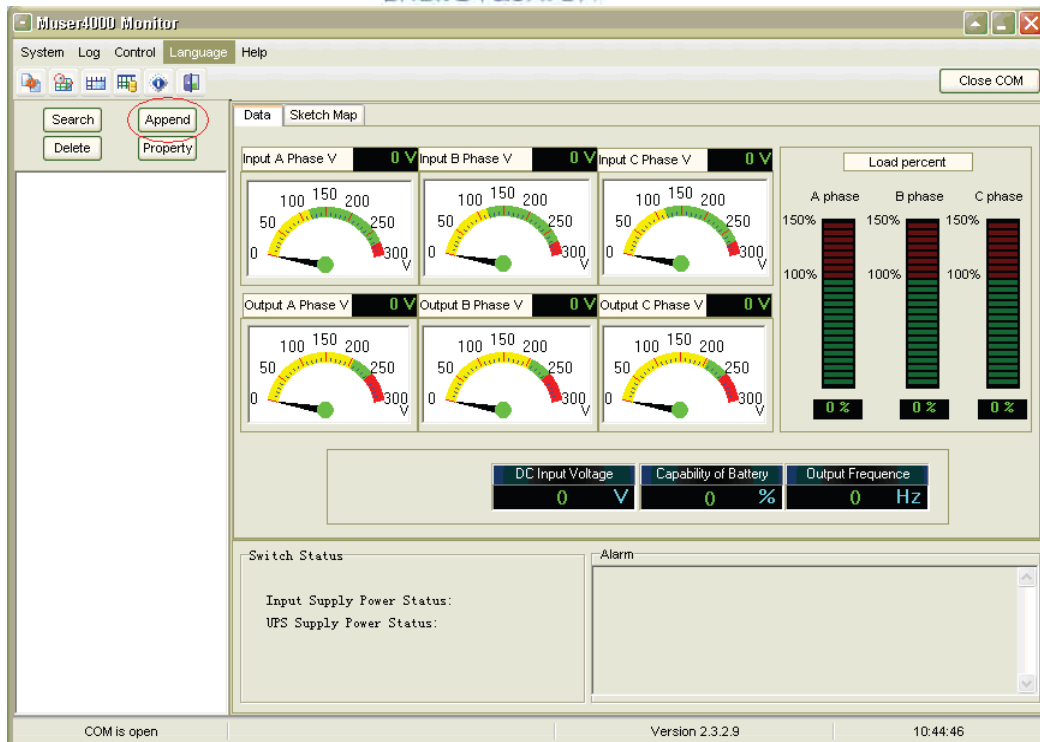 Muser4000 Monitor
System Log Control Language Help
Close COM
Search Append
Delete Property
Data Sketch Map
Input A Phase V 0 V Input B Phase V 0 V Input C Phase V 0 V
0 50 100 150 200 250 300 V
0 50 100 150 200 250 300 V
0 50 100 150 200 250 300 V
Output A Phase V 0 V Output B Phase V 0 V Output C Phase V 0 V
0 50 100 150 200 250 300 V
0 50 100 150 200 250 300 V
0 50 100 150 200 250 300 V
Load percent
A phase B phase C phase
150% 150% 150%
100% 100% 100%
0 % 0 % 0 %
DC Input Voltage Capability of Battery Output Frequence
0 V 0 % 0 Hz
Switch Status
Input Supply Power Status:
UPS Supply Power Status:
Alarm
COM is open Version 2.3.2.9 10:44:46